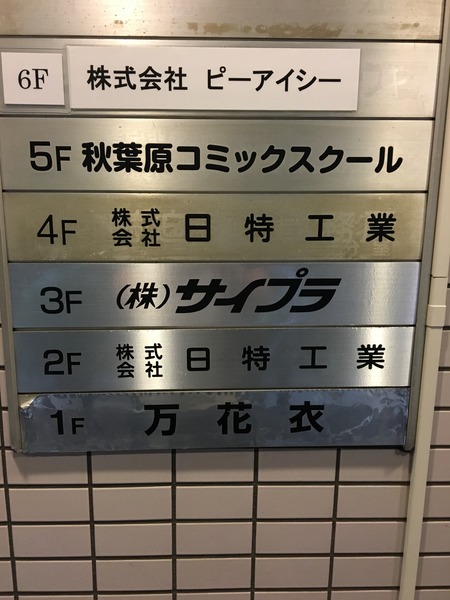 6F 株式会社 ピーアイシー
5F 秋葉原コミックスクール
4F 株式会社 日特工業
3F (株)サイプラ
2F 株式会社 日特工業
1F 万花衣